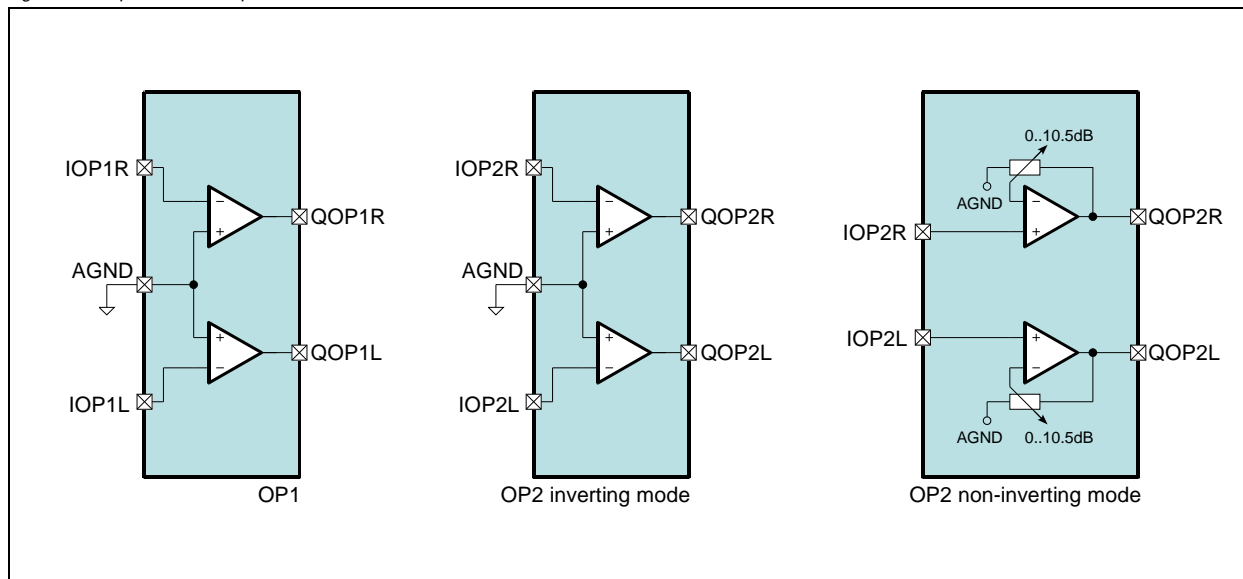 IOP1R
QOP1R
AGND
QOP1L
IOP1L
OP1
IOP2R
QOP2R
AGND
QOP2L
IOP2L
OP2 inverting mode
0..10.5dB
AGND
QOP2R
IOP2R
IOP2L
QOP2L
AGND
0..10.5dB
OP2 non-inverting mode